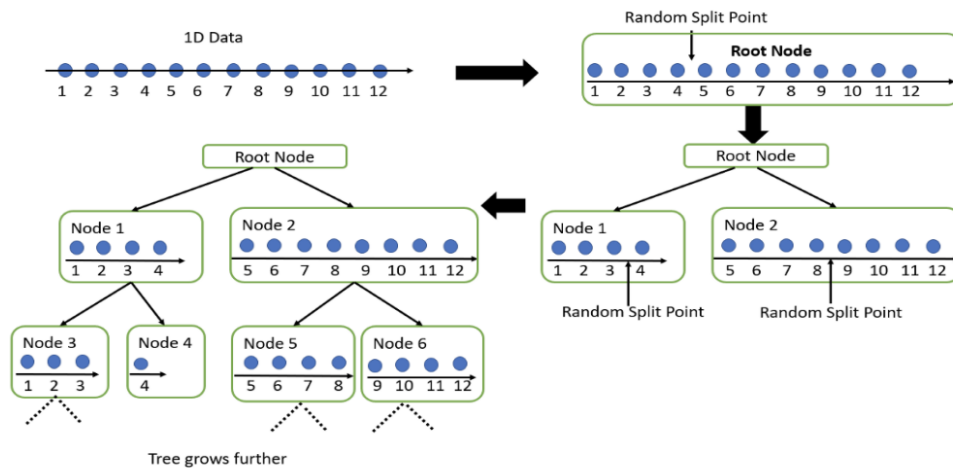 1D Data
1 2 3 4 5 6 7 8 9 10 11 12
Random Split Point
Root Node
1 2 3 4 5 6 7 8 9 10 11 12
Root Node
Node 1
1 2 3 4
Node 2
5 6 7 8 9 10 11 12
Random Split Point
Random Split Point
Root Node
Node 1
1 2 3 4
Node 2
5 6 7 8 9 10 11 12
Node 3
1 2 3
Node 4
4
Node 5
5 6 7 8
Node 6
9 10 11 12
Tree grows further